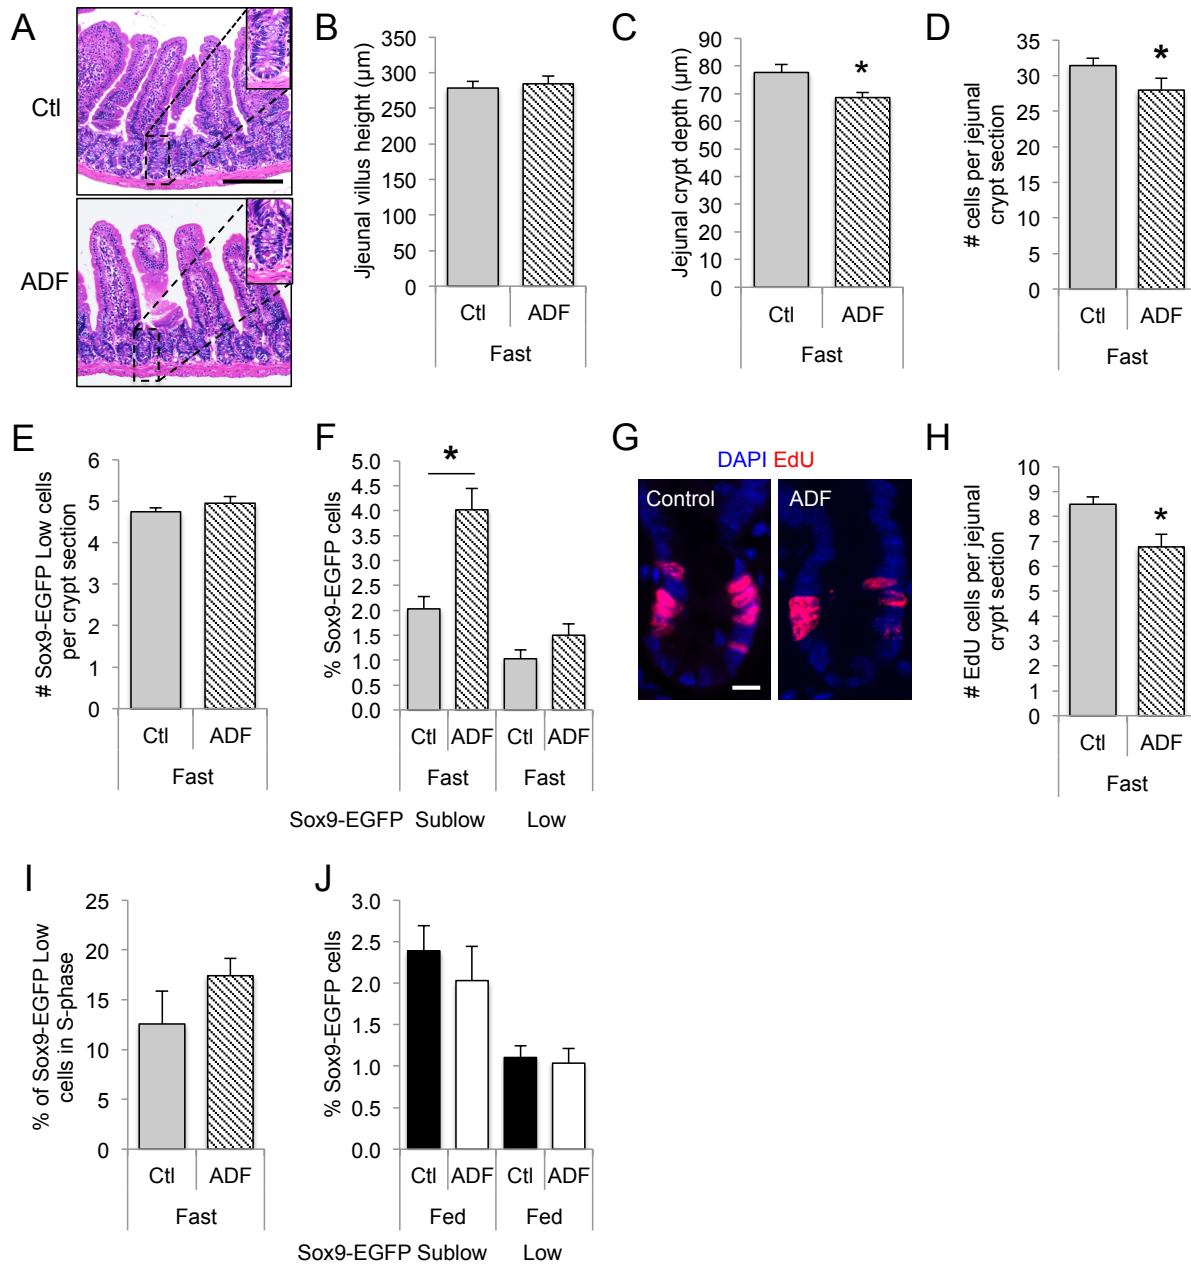 A
Ctl
ADF
B
Jjeunal villus height (µm)
350
300
250
200
150
100
50
0
Ctl ADF
Fast
C
Jejunal crypt depth (µm)
90
80
70
60
50
40
30
20
10
0
*
Ctl ADF
Fast
D
# cells per jejunal
crypt section
35
30
25
20
15
10
5
0
*
Ctl ADF
Fast
E
# Sox9-EGFP Low cells
per crypt section
6
5
4
3
2
1
0
Ctl ADF
Fast
F
% Sox9-EGFP cells
5.0
4.5
4.0
3.5
3.0
2.5
2.0
1.5
1.0
0.5
0.0
*
Ctl ADF Ctl ADF
Fast Fast
Sox9-EGFP Sublow Low
G
DAPI EdU
Control ADF
H
# EdU cells per jejunal
crypt section
10
9
8
7
6
5
4
3
2
1
0
*
Ctl ADF
Fast
I
% of Sox9-EGFP Low
cells in S-phase
25
20
15
10
5
0
Ctl ADF
Fast
J
% Sox9-EGFP cells
3.0
2.5
2.0
1.5
1.0
0.5
0.0
Ctl ADF Ctl ADF
Fed Fed
Sox9-EGFP Sublow Low